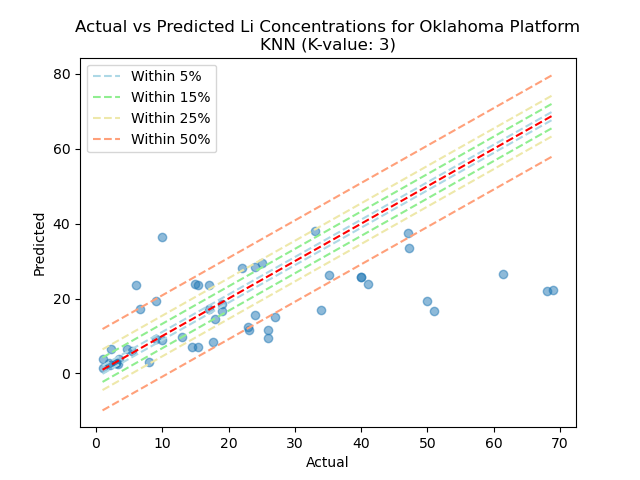 Actual vs Predicted Li Concentrations for Oklahoma Platform
KNN (K-value: 3)
Within 5%
Within 15%
Within 25%
Within 50%
80
60
40
20
0
Predicted
0 10 20 30 40 50 60 70
Actual